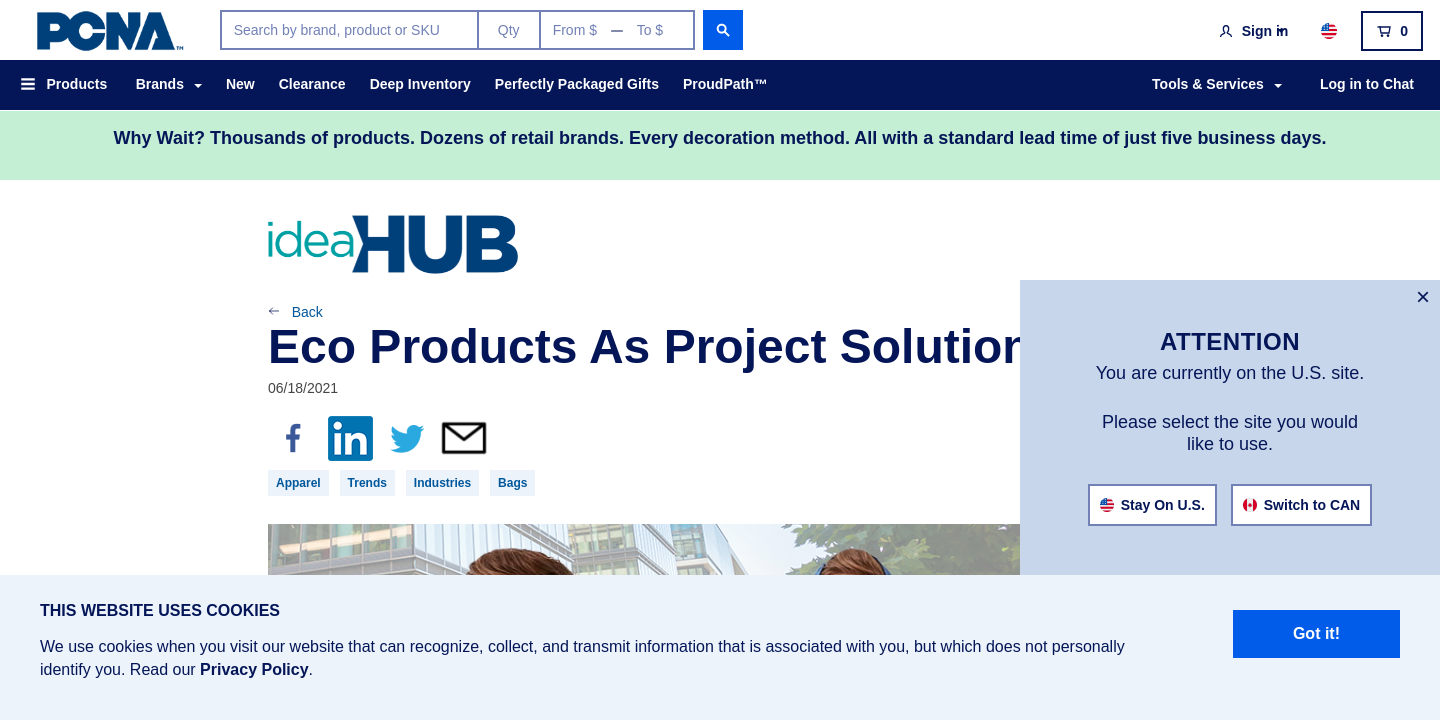 PCNA™
Search by brand, product or SKU
Qty
From $ — To $
Sign in
0
Products
Brands
New
Clearance
Deep Inventory
Perfectly Packaged Gifts
ProudPath™
Tools & Services
Log in to Chat
Why Wait? Thousands of products. Dozens of retail brands. Every decoration method. All with a standard lead time of just five business days.
ideaHUB
Back
Eco Products As Project Solution
06/18/2021
Apparel
Trends
Industries
Bags
×
ATTENTION
You are currently on the U.S. site.
Please select the site you would
like to use.
Stay On U.S.
Switch to CAN
THIS WEBSITE USES COOKIES
We use cookies when you visit our website that can recognize, collect, and transmit information that is associated with you, but which does not personally
identify you. Read our Privacy Policy.
Got it!